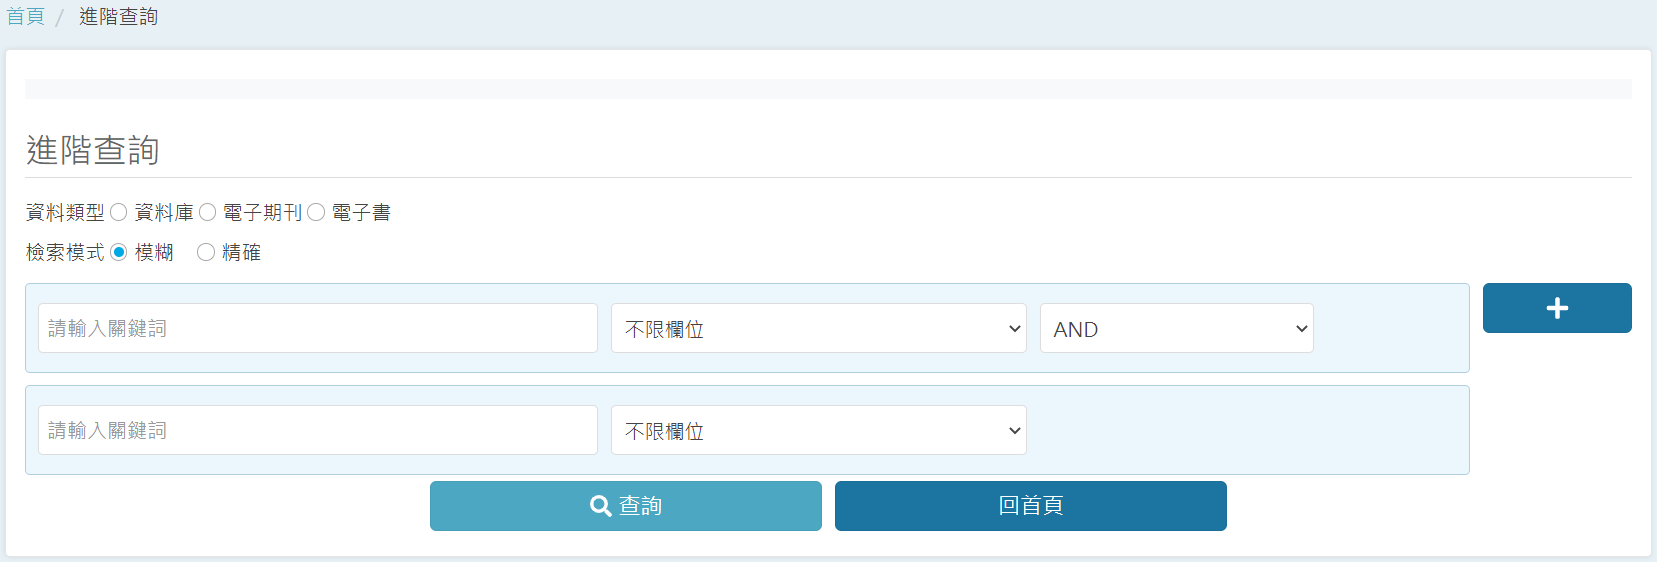 首頁 / 進階查詢
進階查詢
資料類型 資料庫 電子期刊 電子書
檢索模式 模糊 精確
請輸入關鍵詞 不限欄位 AND
請輸入關鍵詞 不限欄位
查詢 回首頁